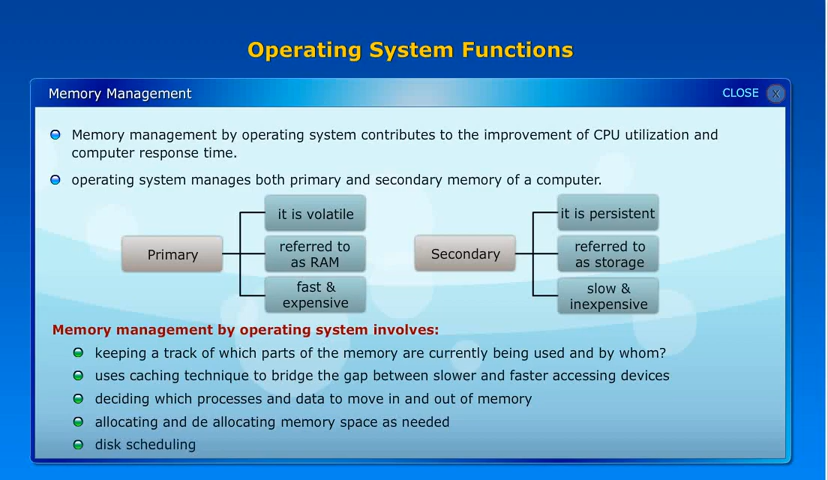 Operating System Functions
Memory Management
CLOSE X
Memory management by operating system contributes to the improvement of CPU utilization and
computer response time.
operating system manages both primary and secondary memory of a computer.
Primary
it is volatile
referred to
as RAM
fast &
expensive
Secondary
it is persistent
referred to
as storage
slow &
inexpensive
Memory management by operating system involves:
keeping a track of which parts of the memory are currently being used and by whom?
uses caching technique to bridge the gap between slower and faster accessing devices
deciding which processes and data to move in and out of memory
allocating and de allocating memory space as needed
disk scheduling